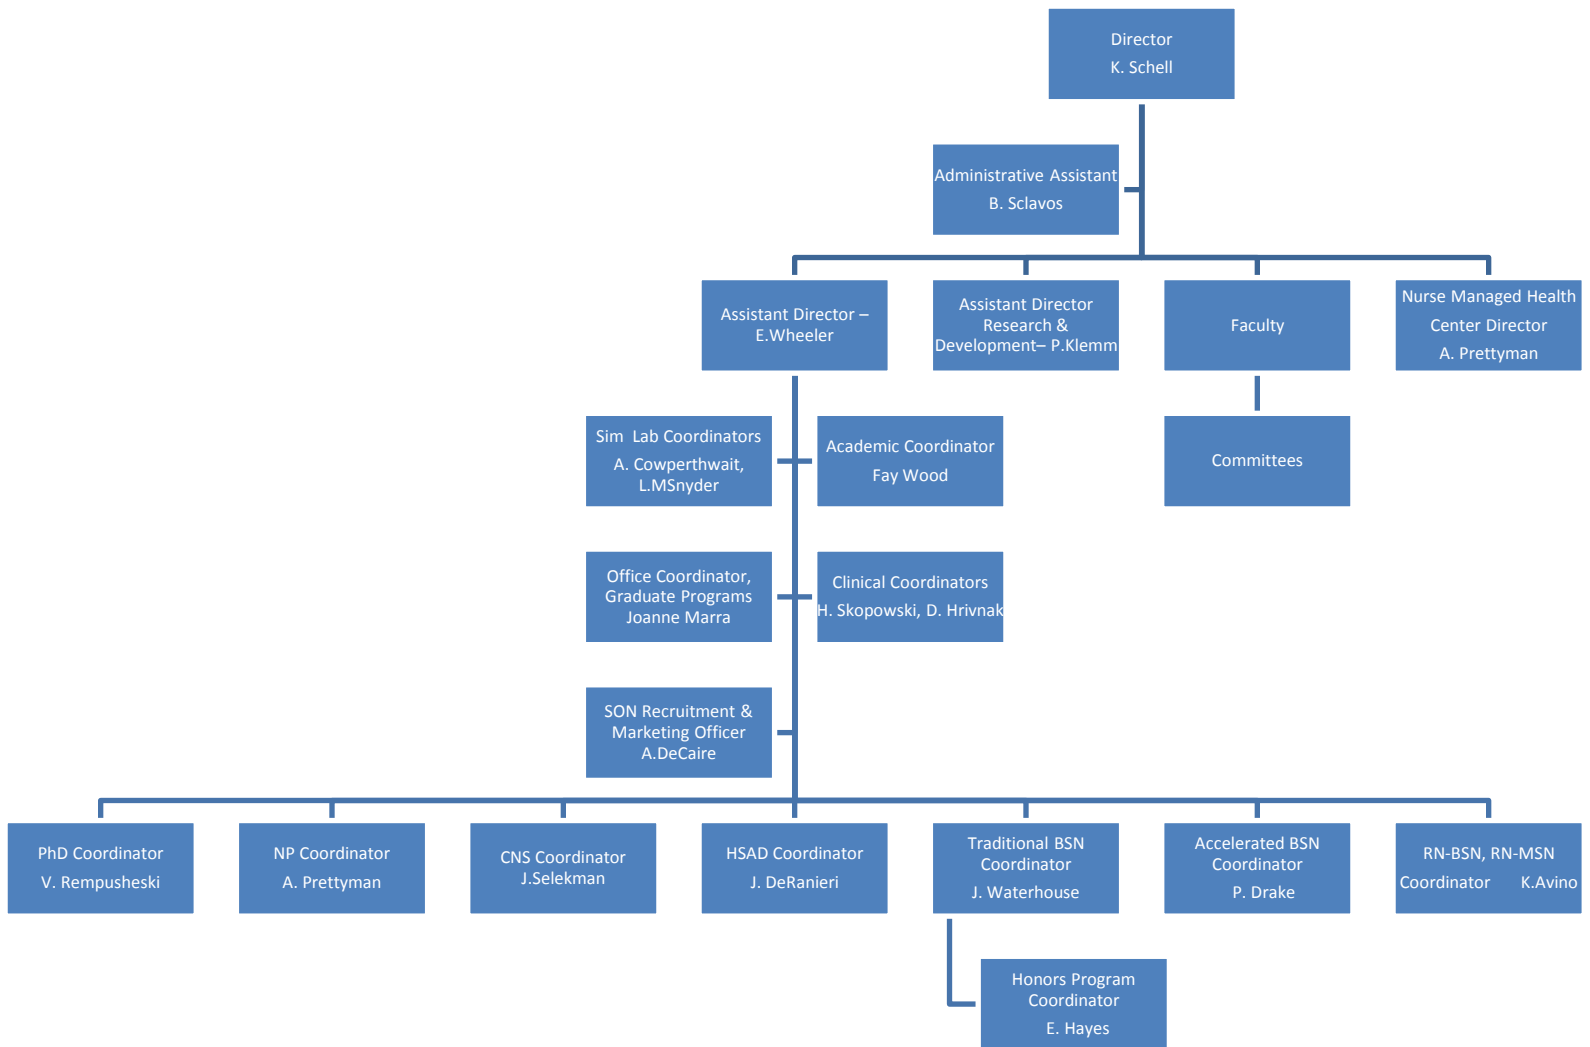 Director
K. Schell
Administrative Assistant
B. Sclavos
Assistant Director –
E.Wheeler
Assistant Director
Research &
Development– P.Klemm
Faculty
Nurse Managed Health
Center Director
A. Prettyman
Sim  Lab Coordinators
A. Cowperthwait,
L.MSnyder
Academic Coordinator
Fay Wood
Committees
Office Coordinator,
Graduate Programs
Joanne Marra
Clinical Coordinators
H. Skopowski, D. Hrivnak
SON Recruitment &
Marketing Officer
A.DeCaire
PhD Coordinator
V. Rempusheski
NP Coordinator
A. Prettyman
CNS Coordinator
J.Selekman
HSAD Coordinator
J. DeRanieri
Traditional BSN
Coordinator
J. Waterhouse
Accelerated BSN
Coordinator
P. Drake
RN-BSN, RN-MSN
Coordinator     K.Avino
Honors Program
Coordinator
E. Hayes